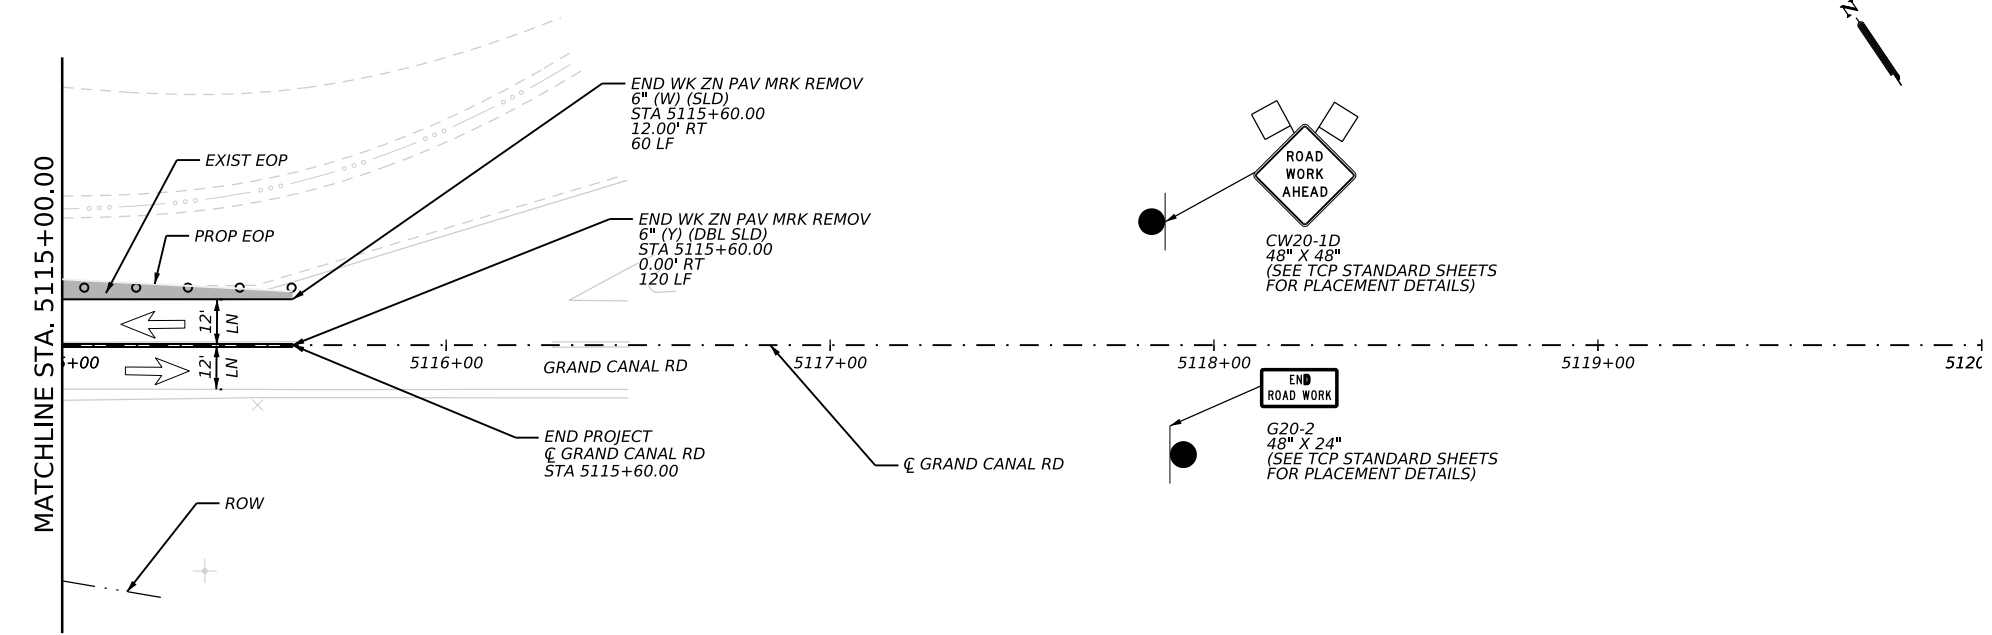 N
MATCHLINE STA. 5115+00.00
END WK ZN PAV MRK REMOV
6" (W) (SLD)
STA 5115+60.00
12.00' RT
60 LF
EXIST EOP
PROP EOP
END WK ZN PAV MRK REMOV
6" (Y) (DBL SLD)
STA 5115+60.00
0.00' RT
120 LF
ROAD
WORK
AHEAD
CW20-1D
48" X 48"
(SEE TCP STANDARD SHEETS
FOR PLACEMENT DETAILS)
12'
LN
12'
LN
5+00
5116+00
GRAND CANAL RD
5117+00
5118+00
5119+00
5120
END
ROAD WORK
G20-2
48" X 24"
(SEE TCP STANDARD SHEETS
FOR PLACEMENT DETAILS)
END PROJECT
℄ GRAND CANAL RD
STA 5115+60.00
℄ GRAND CANAL RD
ROW